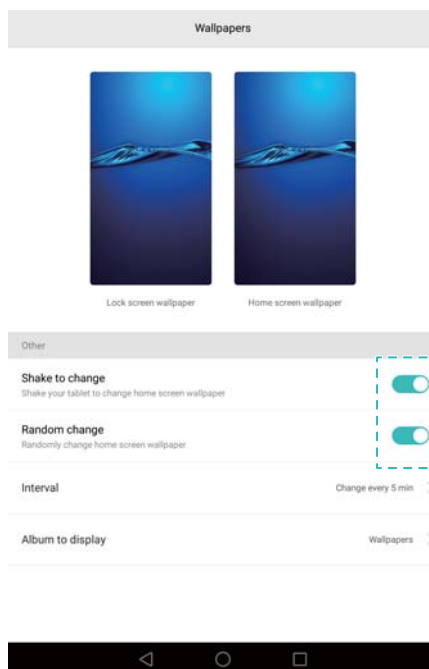 Wallpapers
Lock screen wallpaper
Home screen wallpaper
Other
Shake to change
Shake your tablet to change home screen wallpaper
Random change
Randomly change home screen wallpaper
Interval
Change every 5 min
Album to display
Wallpapers